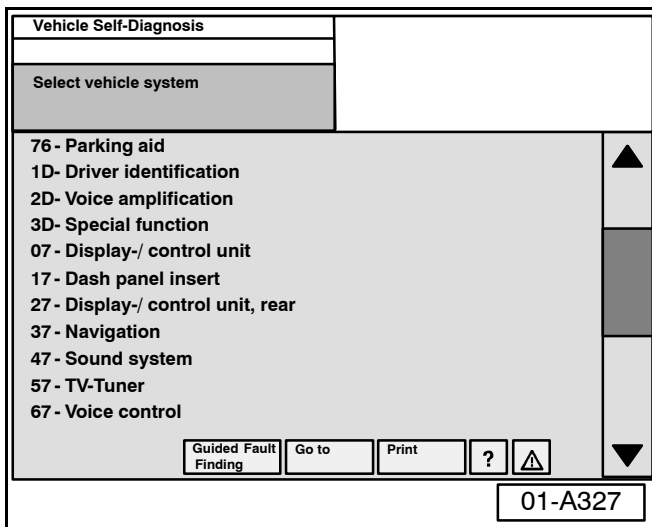 Vehicle Self-Diagnosis
Select vehicle system
76 - Parking aid
1D- Driver identification
2D- Voice amplification
3D- Special function
07 - Display-/ control unit
17 - Dash panel insert
27 - Display-/ control unit, rear
37 - Navigation
47 - Sound system
57 - TV-Tuner
67 - Voice control
Guided Fault
Finding
Go to
Print
?
01-A327